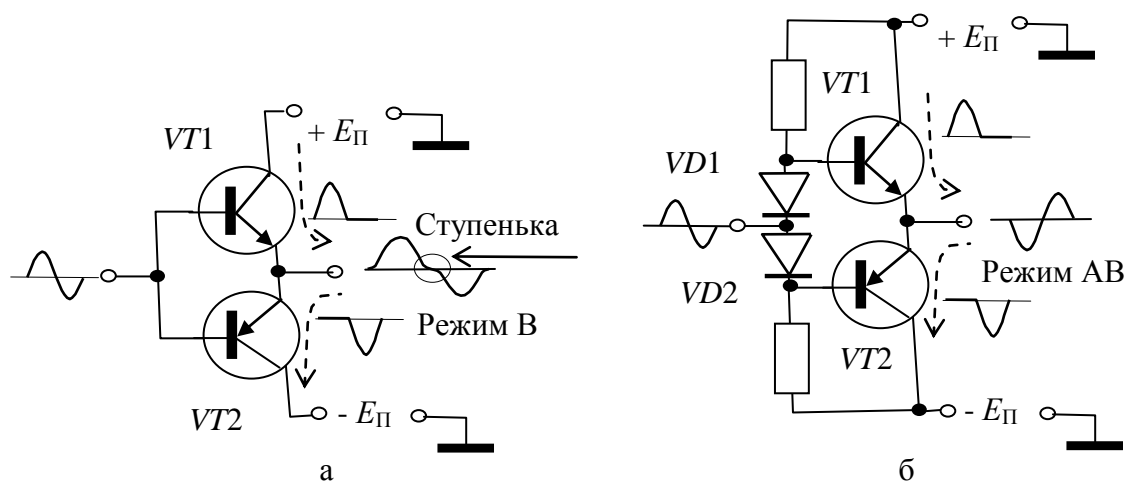 + EП
VT1
Ступенька
Режим В
VT2
- EП
а
+ EП
VT1
VD1
Режим АВ
VD2
VT2
- EП
б